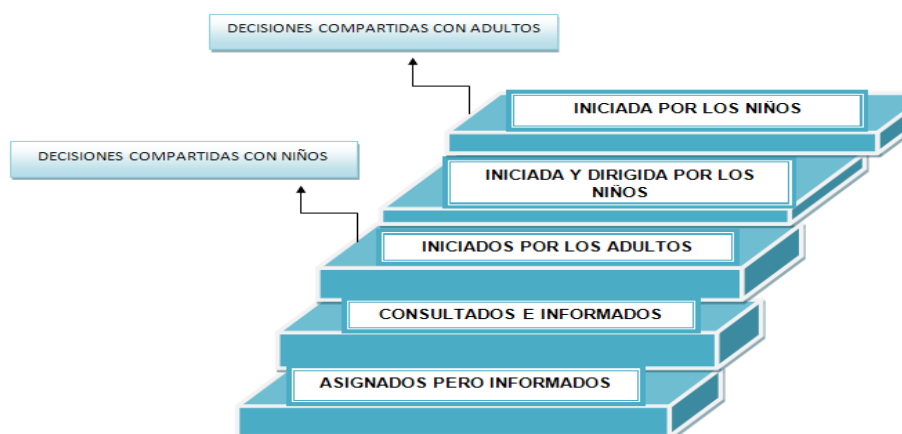 DECISIONES COMPARTIDAS CON ADULTOS
INICIADA POR LOS NIÑOS
DECISIONES COMPARTIDAS CON NIÑOS
INICIADA Y DIRIGIDA POR LOS
NIÑOS
INICIADOS POR LOS ADULTOS
CONSULTADOS E INFORMADOS
ASIGNADOS PERO INFORMADOS